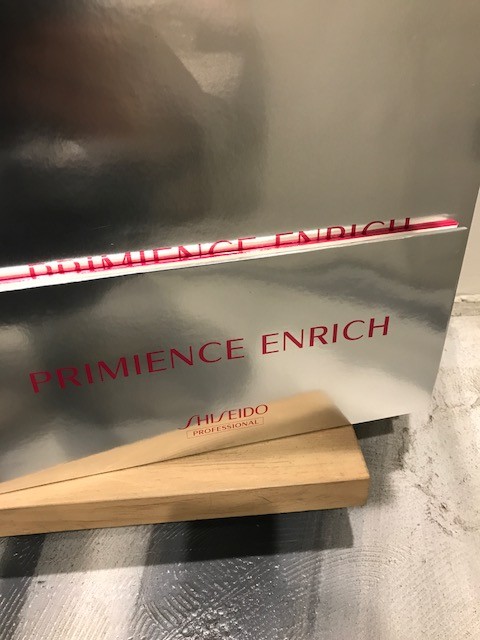 PRIMIENCE ENRICH
PRIMIENCE ENRICH
SHISEIDO
PROFESSIONAL